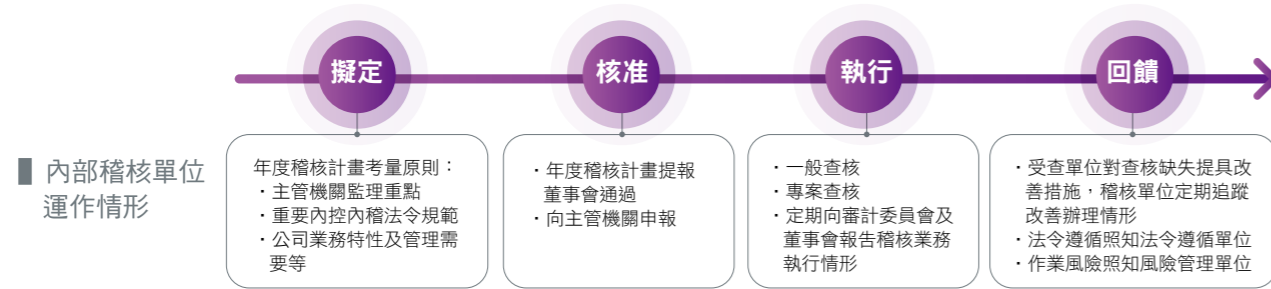 擬定
核准
執行
回饋
▋內部稽核單位
運作情形
年度稽核計畫考量原則：
・主管機關監理重點
・重要內控內稽法令規範
・公司業務特性及管理需
要等
・年度稽核計畫提報
董事會通過
・向主管機關申報
・一般查核
・專案查核
・定期向審計委員會及
董事會報告稽核業務
執行情形
・受查單位對查核缺失提具改
善措施，稽核單位定期追蹤
改善辦理情形
・法令遵循照知法令遵循單位
・作業風險照知風險管理單位